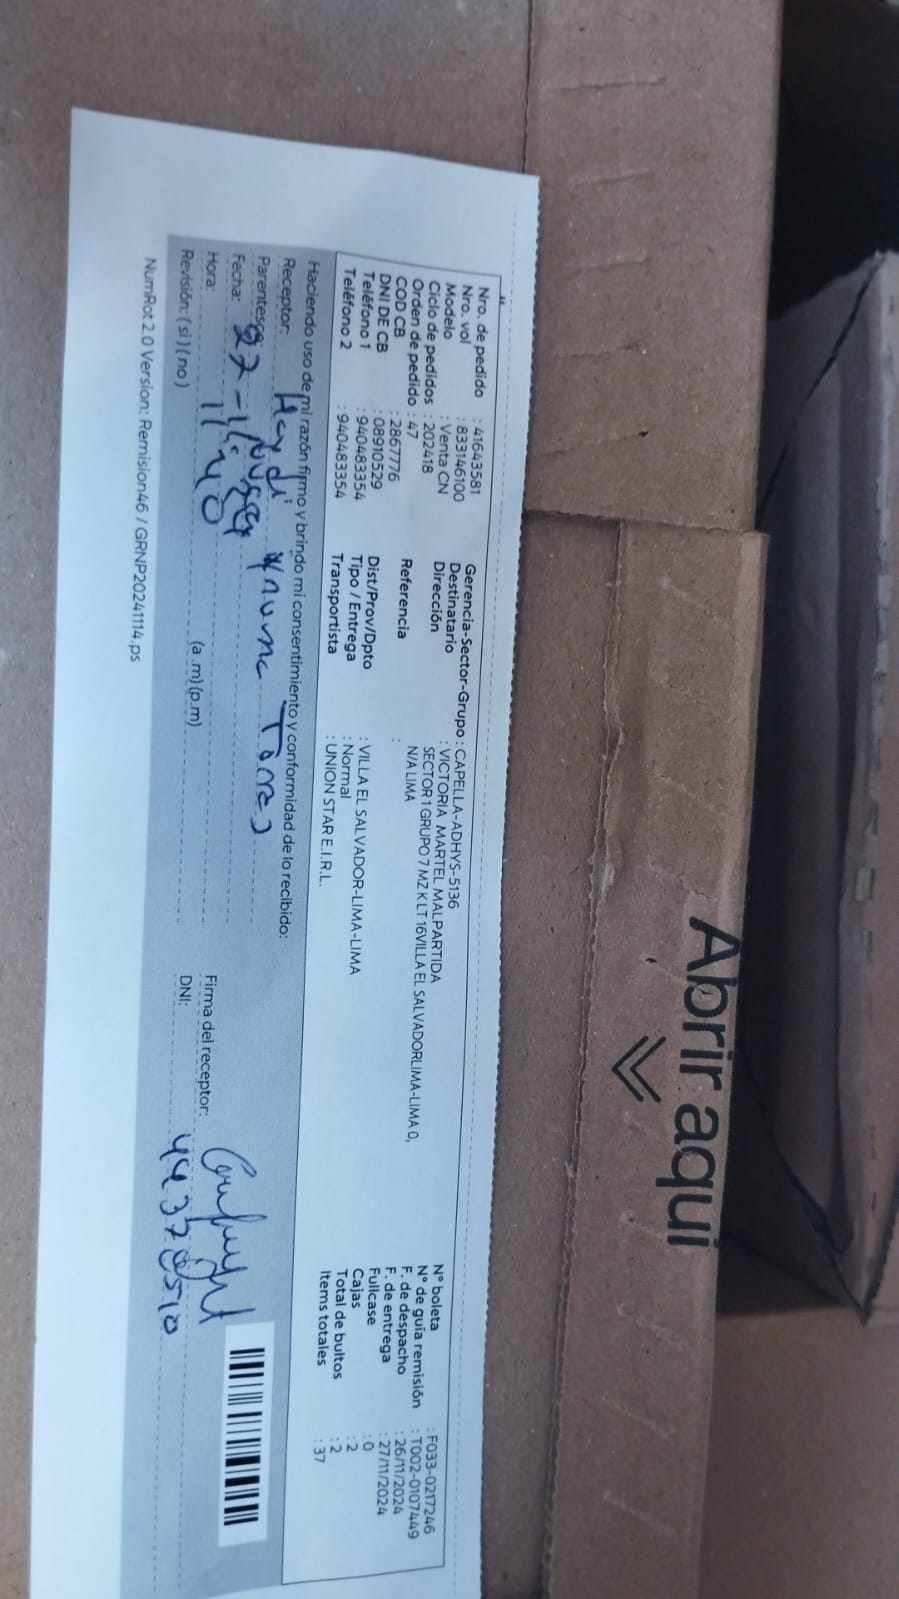 Nro. de pedido : 41643581
Nro. vol : 833146100
Modelo : Venta CN
Ciclo de pedidos : 202418
Orden de pedido : 47
COD CB : 2867776
DNI DE CB : 08910529
Teléfono 1 : 940483354
Teléfono 2 : 940483354
Gerencia-Sector-Grupo : CAPELLA-ADHVS-5136
Destinatario : VICTORIA MARTEL MALPARTIDA
Dirección SECTOR 1 GRUPO 7 MZ K LT 16VILLA EL SALVADORLIMA-LIMA 0,
N/A LIMA
Referencia :
Dist/Prov/Dpto : VILLA EL SALVADOR-LIMA-LIMA
Tipo / Entrega : Normal
Transportista : UNION STAR E.I.R.L.
N° boleta : F033-0217246
N° de guia remisión : T002-0107449
F. de despacho : 26/11/2024
F. de entrega : 27/11/2024
Fullcase : 0
Cajas : 2
Total de bultos : 2
Items totales : 37
Haciendo uso de mi razón firmo y brindo mi consentimiento y conformidad de lo recibido:
Receptor: Haydi
Parentesco:
Fecha: 27-11
Hora: 11:40 (a .m) (p.m)
Revisión: ( si ) ( no )
Firma del receptor:
DNI: 44370510
NumRot 2.0 Version: Remision46 / GRNP20241114.ps
Abrir aquí